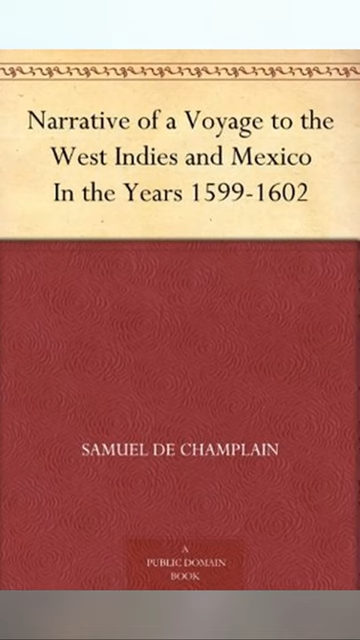 Narrative of a Voyage to the
West Indies and Mexico
In the Years 1599-1602
SAMUEL DE CHAMPLAIN
A
PUBLIC DOMAIN
BOOK